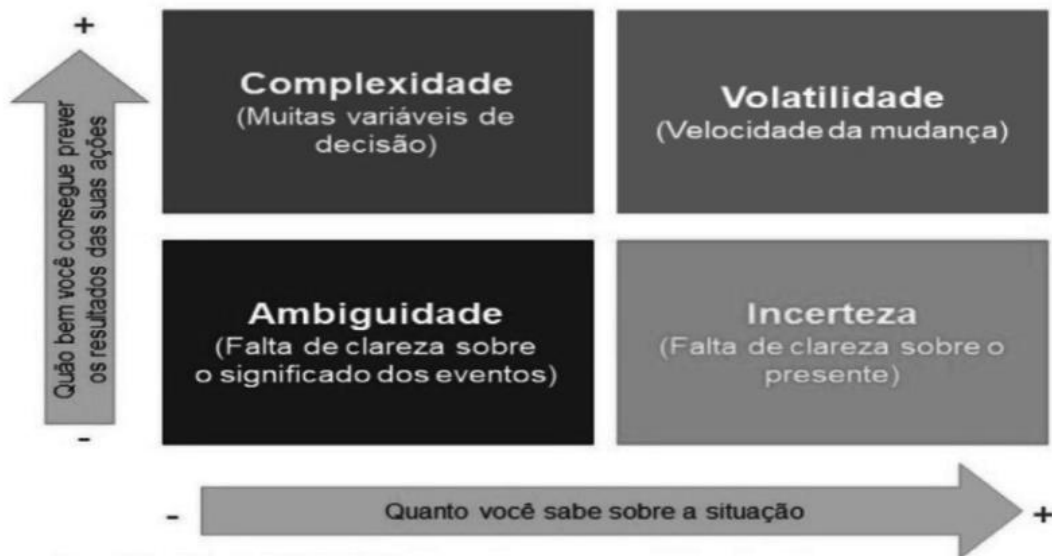 +
Quão bem você consegue prever
os resultados das suas ações
-
Complexidade
(Muitas variáveis de
decisão)
Volatilidade
(Velocidade da mudança)
Ambiguidade
(Falta de clareza sobre
o significado dos eventos)
Incerteza
(Falta de clareza sobre o
presente)
-
Quanto você sabe sobre a situação
+